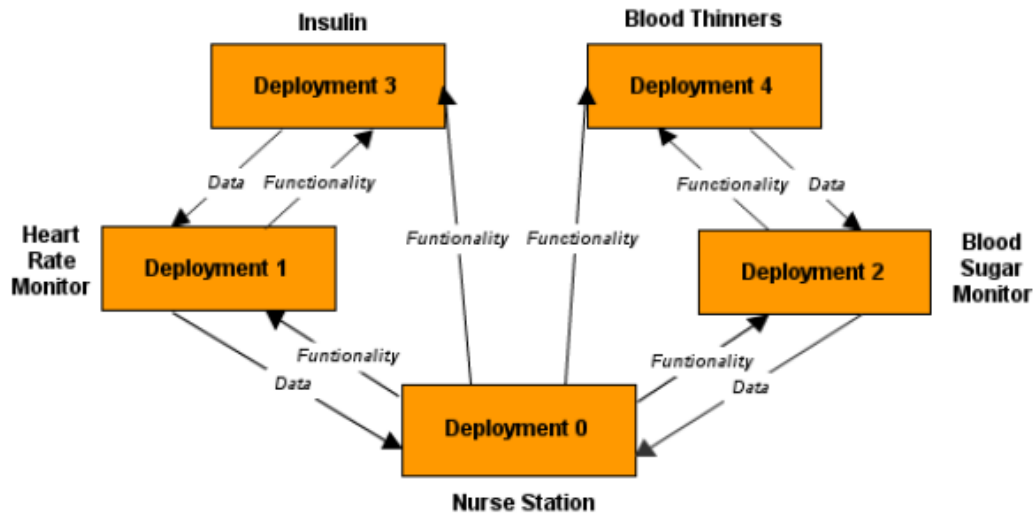 Insulin
Blood Thinners
Deployment 3
Deployment 4
Data
Functionality
Functionality
Data
Funtionality
Functionality
Heart
Rate
Monitor
Deployment 1
Deployment 2
Blood
Sugar
Monitor
Funtionality
Data
Functionality
Data
Deployment 0
Nurse Station